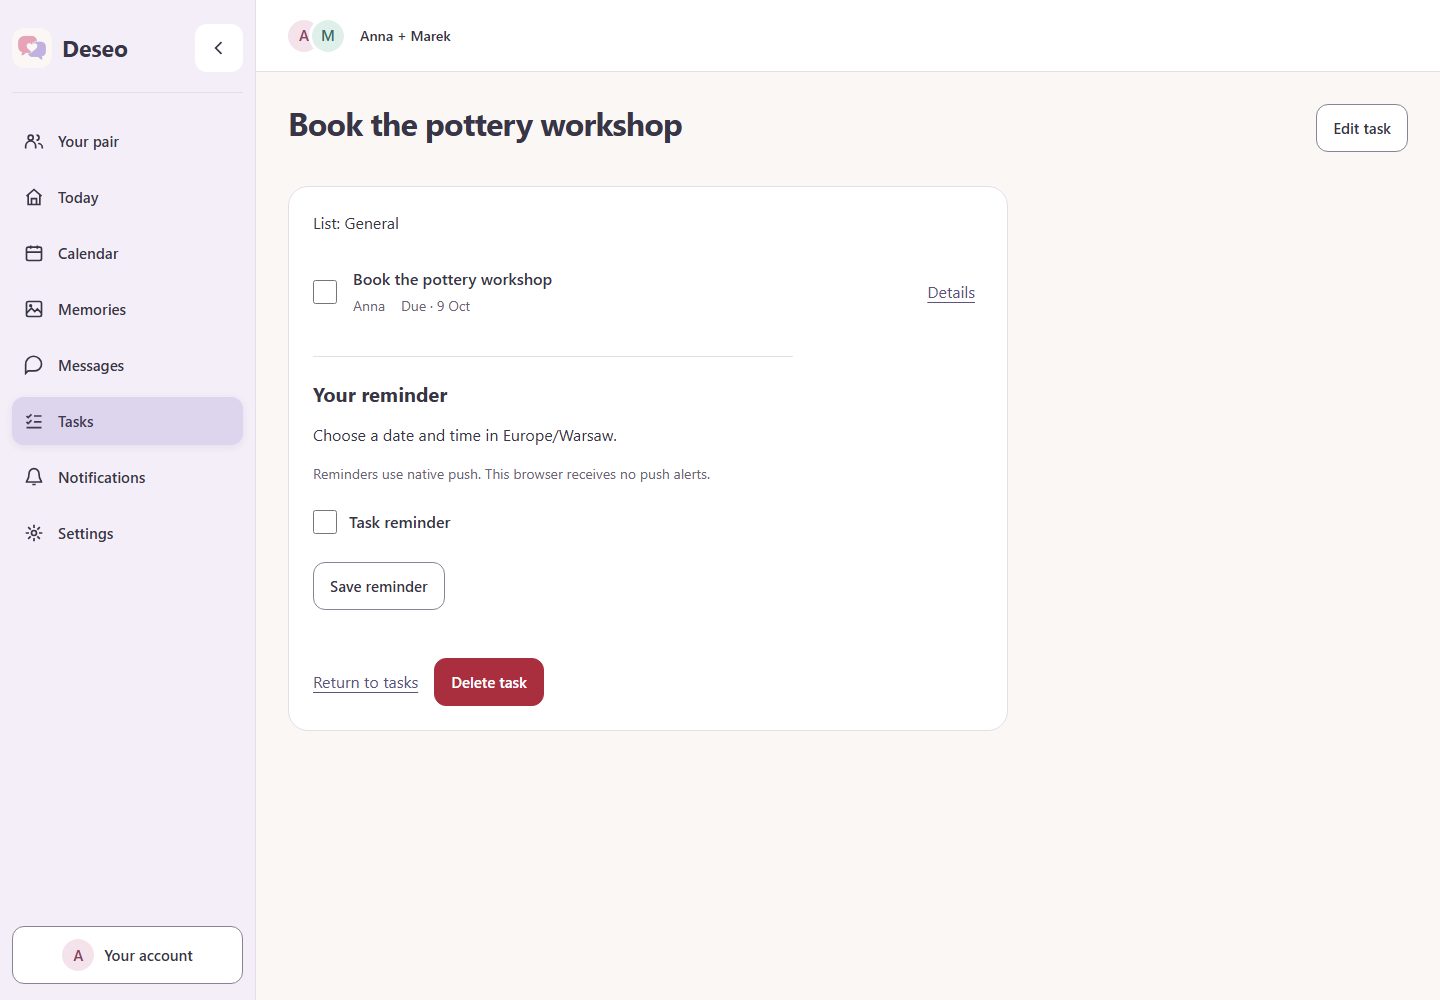 Deseo
Your pair
Today
Calendar
Memories
Messages
Tasks
Notifications
Settings
A Your account
A M Anna + Marek
Book the pottery workshop
Edit task
List: General
Book the pottery workshop
Anna Due · 9 Oct
Details
Your reminder
Choose a date and time in Europe/Warsaw.
Reminders use native push. This browser receives no push alerts.
Task reminder
Save reminder
Return to tasks
Delete task